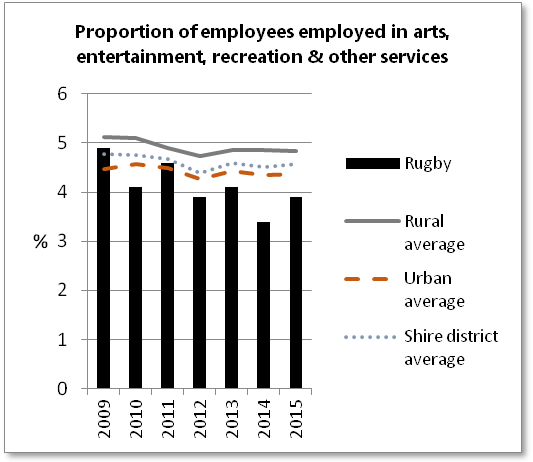 Proportion of employees employed in arts,
entertainment, recreation & other services
6
5
4
3
2
1
0
%
2009
2010
2011
2012
2013
2014
2015
Rugby
Rural
average
Urban
average
Shire district
average